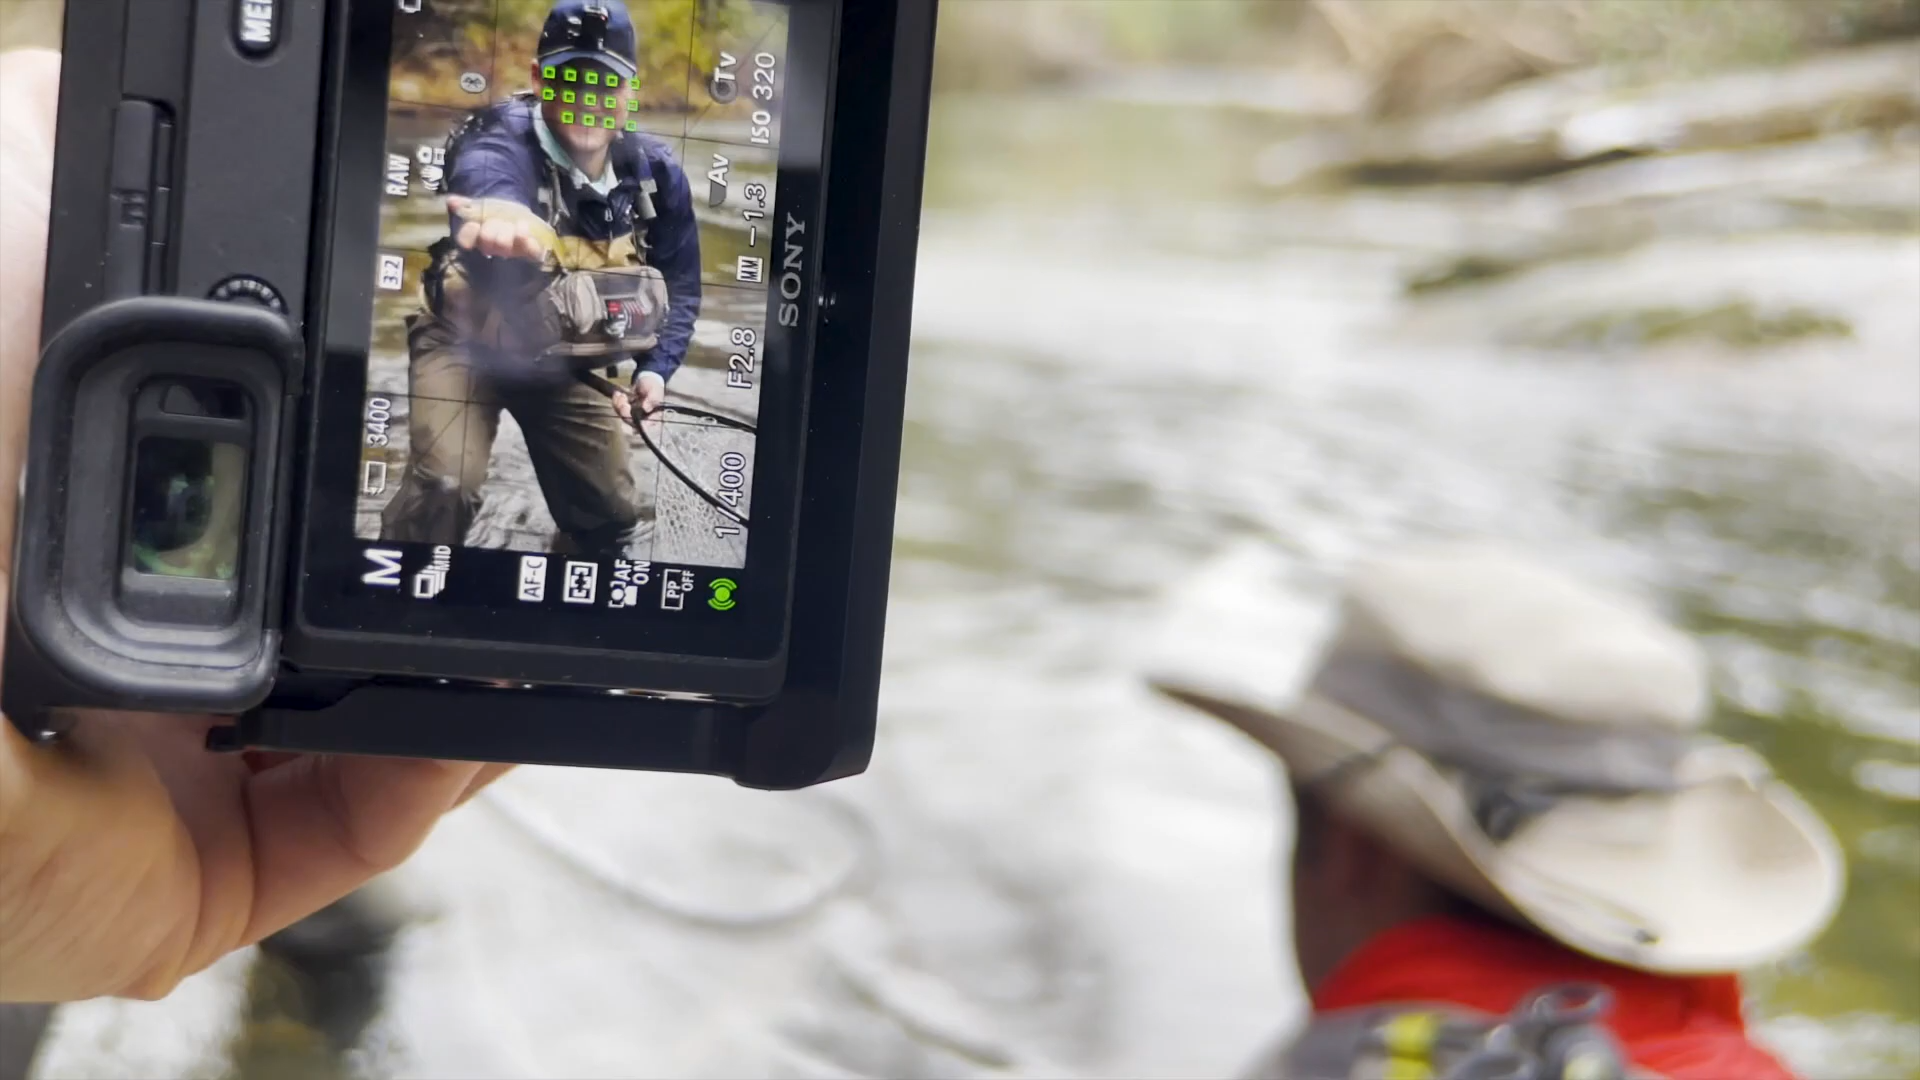 M
3400
3:2
RAW
MID
AF-C
AF
ON
PP
OFF
1/400
F2.8
MM -1.3
ISO 320
Av
Tv
SONY